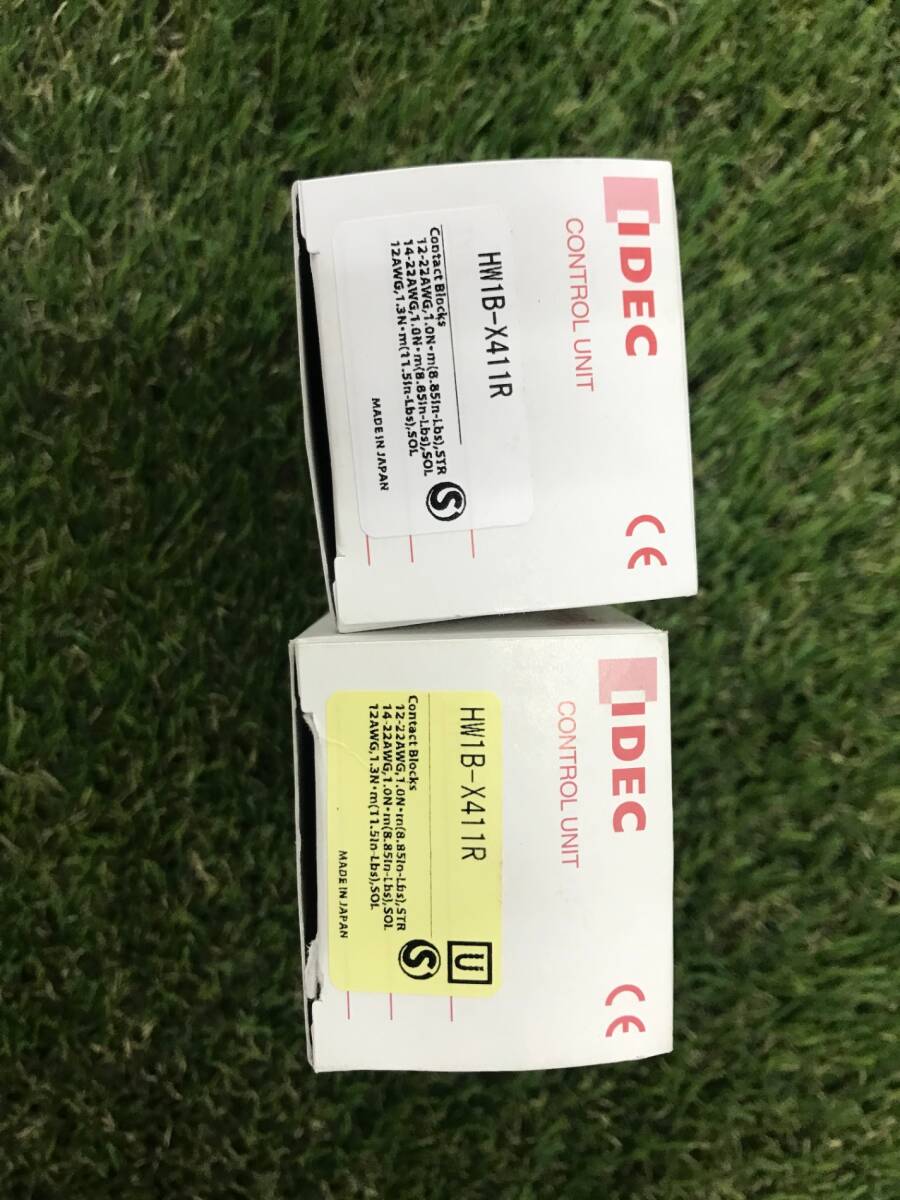 IDEC
CONTROL UNIT
HW1B-X411R
Contact Blocks
12-22AWG,1.0N・m(8.85in-Lbs),STR
14-22AWG,1.0N・m(8.85in-Lbs),SOL
12AWG,1.3N・m(11.5in-Lbs),SOL
MADE IN JAPAN
S
CE
IDEC
CONTROL UNIT
HW1B-X411R
Contact Blocks
12-22AWG,1.0N・m(8.85in-Lbs),STR
14-22AWG,1.0N・m(8.85in-Lbs),SOL
12AWG,1.3N・m(11.5in-Lbs),SOL
MADE IN JAPAN
S
U
CE